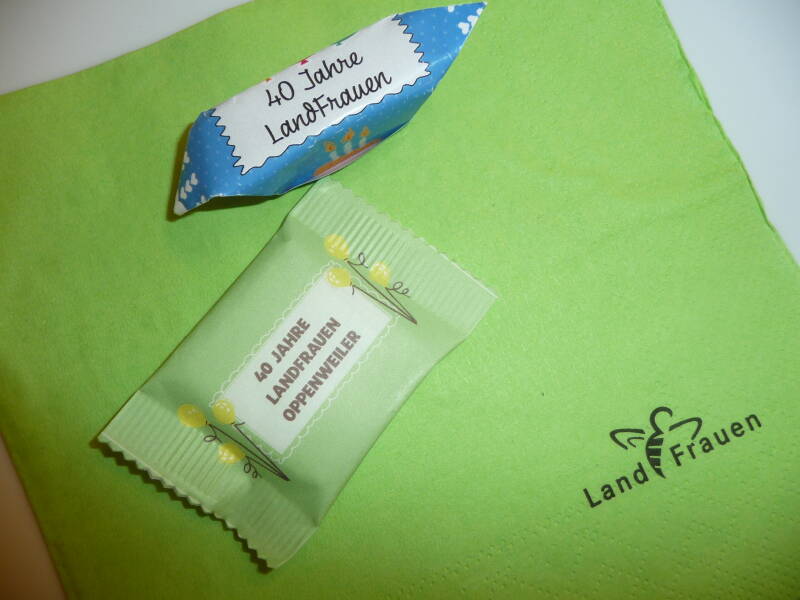 40 Jahre
LandFrauen
40 JAHRE
LANDFRAUEN
OPPENWEILER
LandFrauen